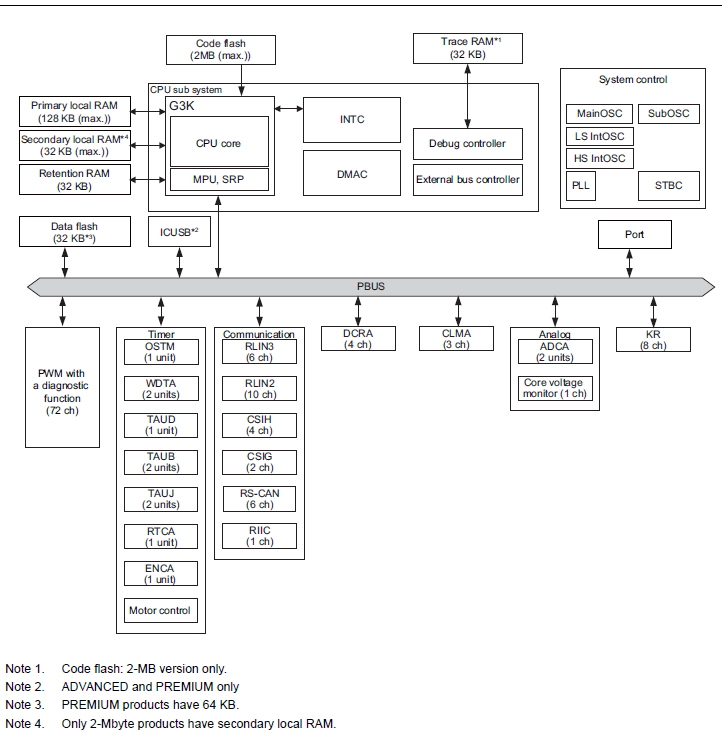 Code flash
(2MB (max.))
Trace RAM*1
(32 KB)
CPU sub system
G3K
CPU core
MPU, SRP
INTC
DMAC
Debug controller
External bus controller
System control
MainOSC
SubOSC
LS IntOSC
HS IntOSC
PLL
STBC
Primary local RAM
(128 KB (max.))
Secondary local RAM*4
(32 KB (max.))
Retention RAM
(32 KB)
Data flash
(32 KB*3)
ICUSB*2
Port
PBUS
PWM with
a diagnostic
function
(72 ch)
Timer
OSTM
(1 unit)
WDTA
(2 units)
TAUD
(1 unit)
TAUB
(2 units)
TAUJ
(2 units)
RTCA
(1 unit)
ENCA
(1 unit)
Motor control
Communication
RLIN3
(6 ch)
RLIN2
(10 ch)
CSIH
(4 ch)
CSIG
(2 ch)
RS-CAN
(6 ch)
RIIC
(1 ch)
DCRA
(4 ch)
CLMA
(3 ch)
Analog
ADCA
(2 units)
Core voltage
monitor (1 ch)
KR
(8 ch)
Note 1. Code flash: 2-MB version only.
Note 2. ADVANCED and PREMIUM only
Note 3. PREMIUM products have 64 KB.
Note 4. Only 2-Mbyte products have secondary local RAM.